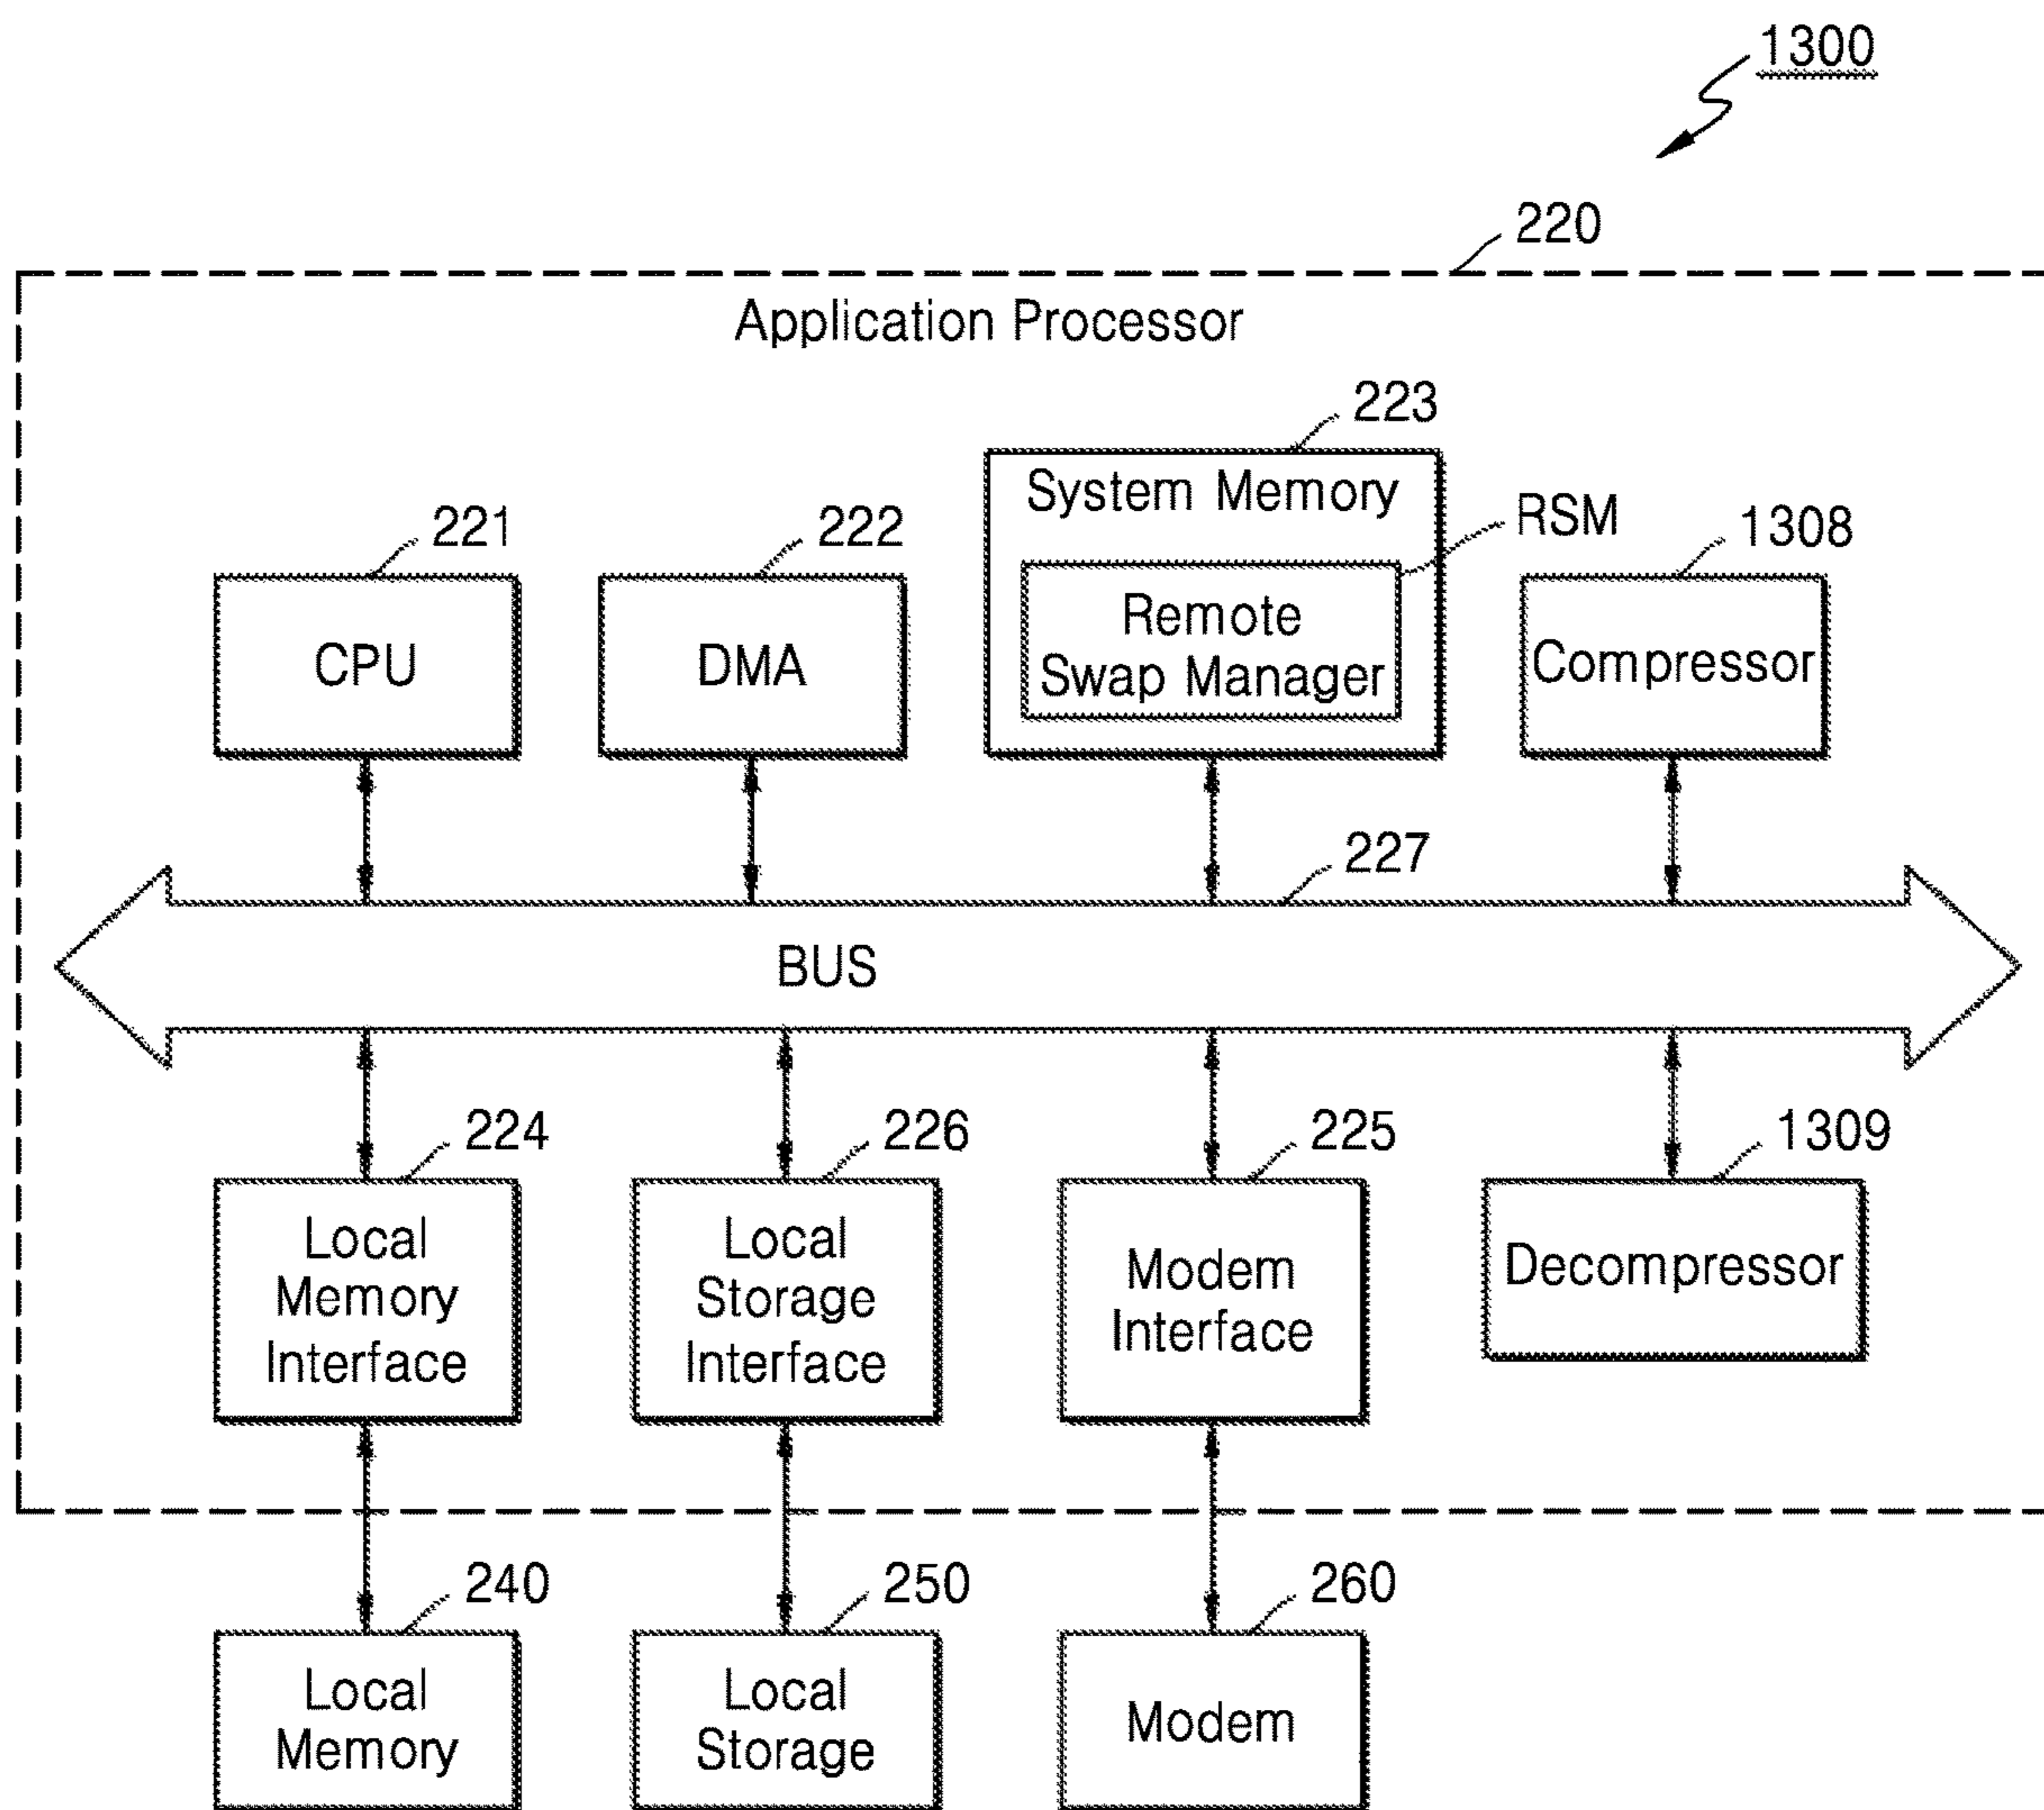 1300
220
Application Processor
223
System Memory
RSM
221
222
1308
CPU
DMA
Remote
Swap Manager
Compressor
227
BUS
224
226
225
1309
Local
Memory
Interface
Local
Storage
Interface
Modem
Interface
Decompressor
240
250
260
Local
Memory
Local
Storage
Modem